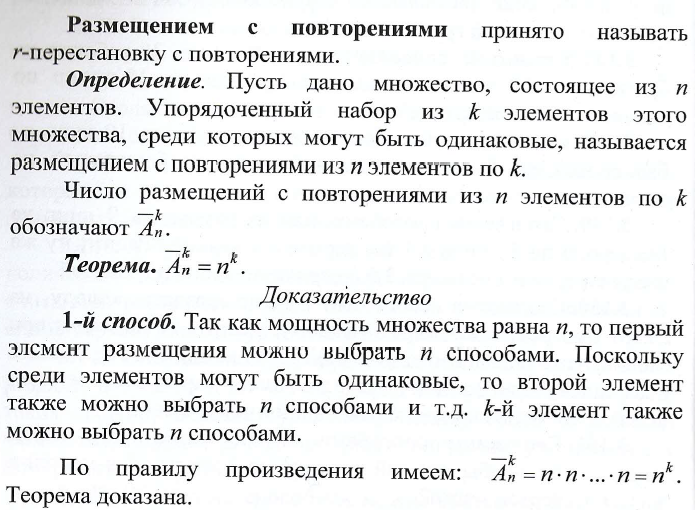 Размещением с повторениями принято называть
r-перестановку с повторениями.
Определение. Пусть дано множество, состоящее из n
элементов. Упорядоченный набор из k элементов этого
множества, среди которых могут быть одинаковые, называется
размещением с повторениями из n элементов по k.
Число размещений с повторениями из n элементов по k
обозначают $\overline{A}_n^k$.
Теорема. $\overline{A}_n^k = n^k$.
Доказательство
1-й способ. Так как мощность множества равна n, то первый
элемент размещения можно выбрать n способами. Поскольку
среди элементов могут быть одинаковые, то второй элемент
также можно выбрать n способами и т.д. k-й элемент также
можно выбрать n способами.
По правилу произведения имеем: $\overline{A}_n^k = n \cdot n \cdot ... \cdot n = n^k$.
Теорема доказана.